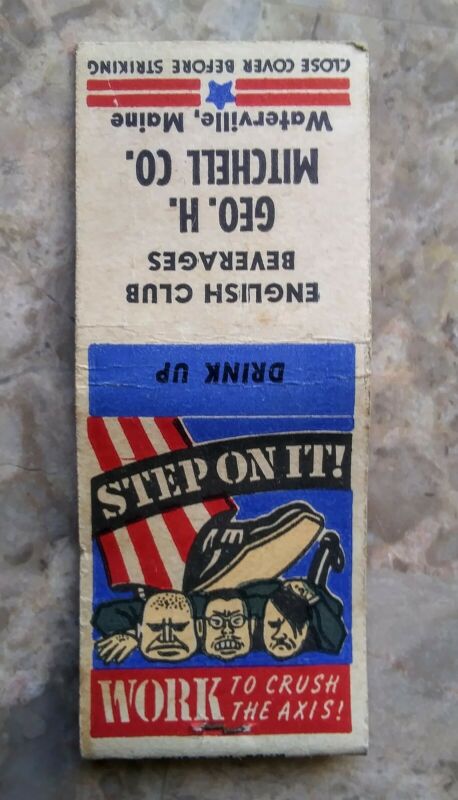 STEP ON IT!
WORK TO CRUSH
THE AXIS!
DRINK UP
ENGLISH CLUB
BEVERAGES
GEO. H.
MITCHELL CO.
Waterville, Maine
CLOSE COVER BEFORE STRIKING